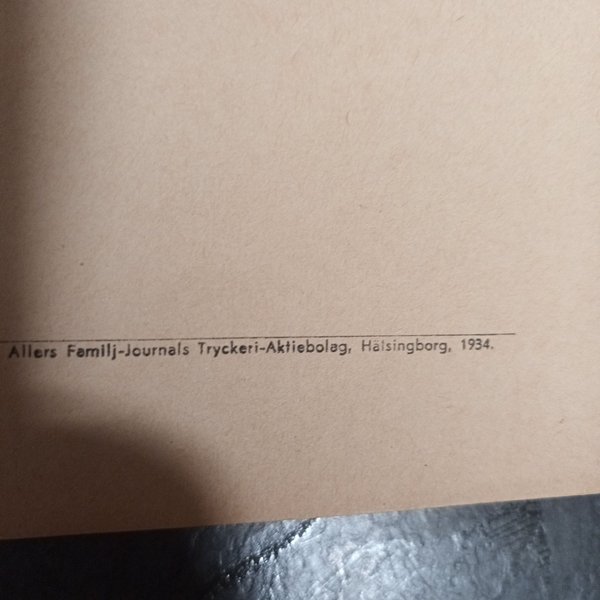 Allers Familj-Journals Tryckeri-Aktiebolag, Hälsingborg, 1934.